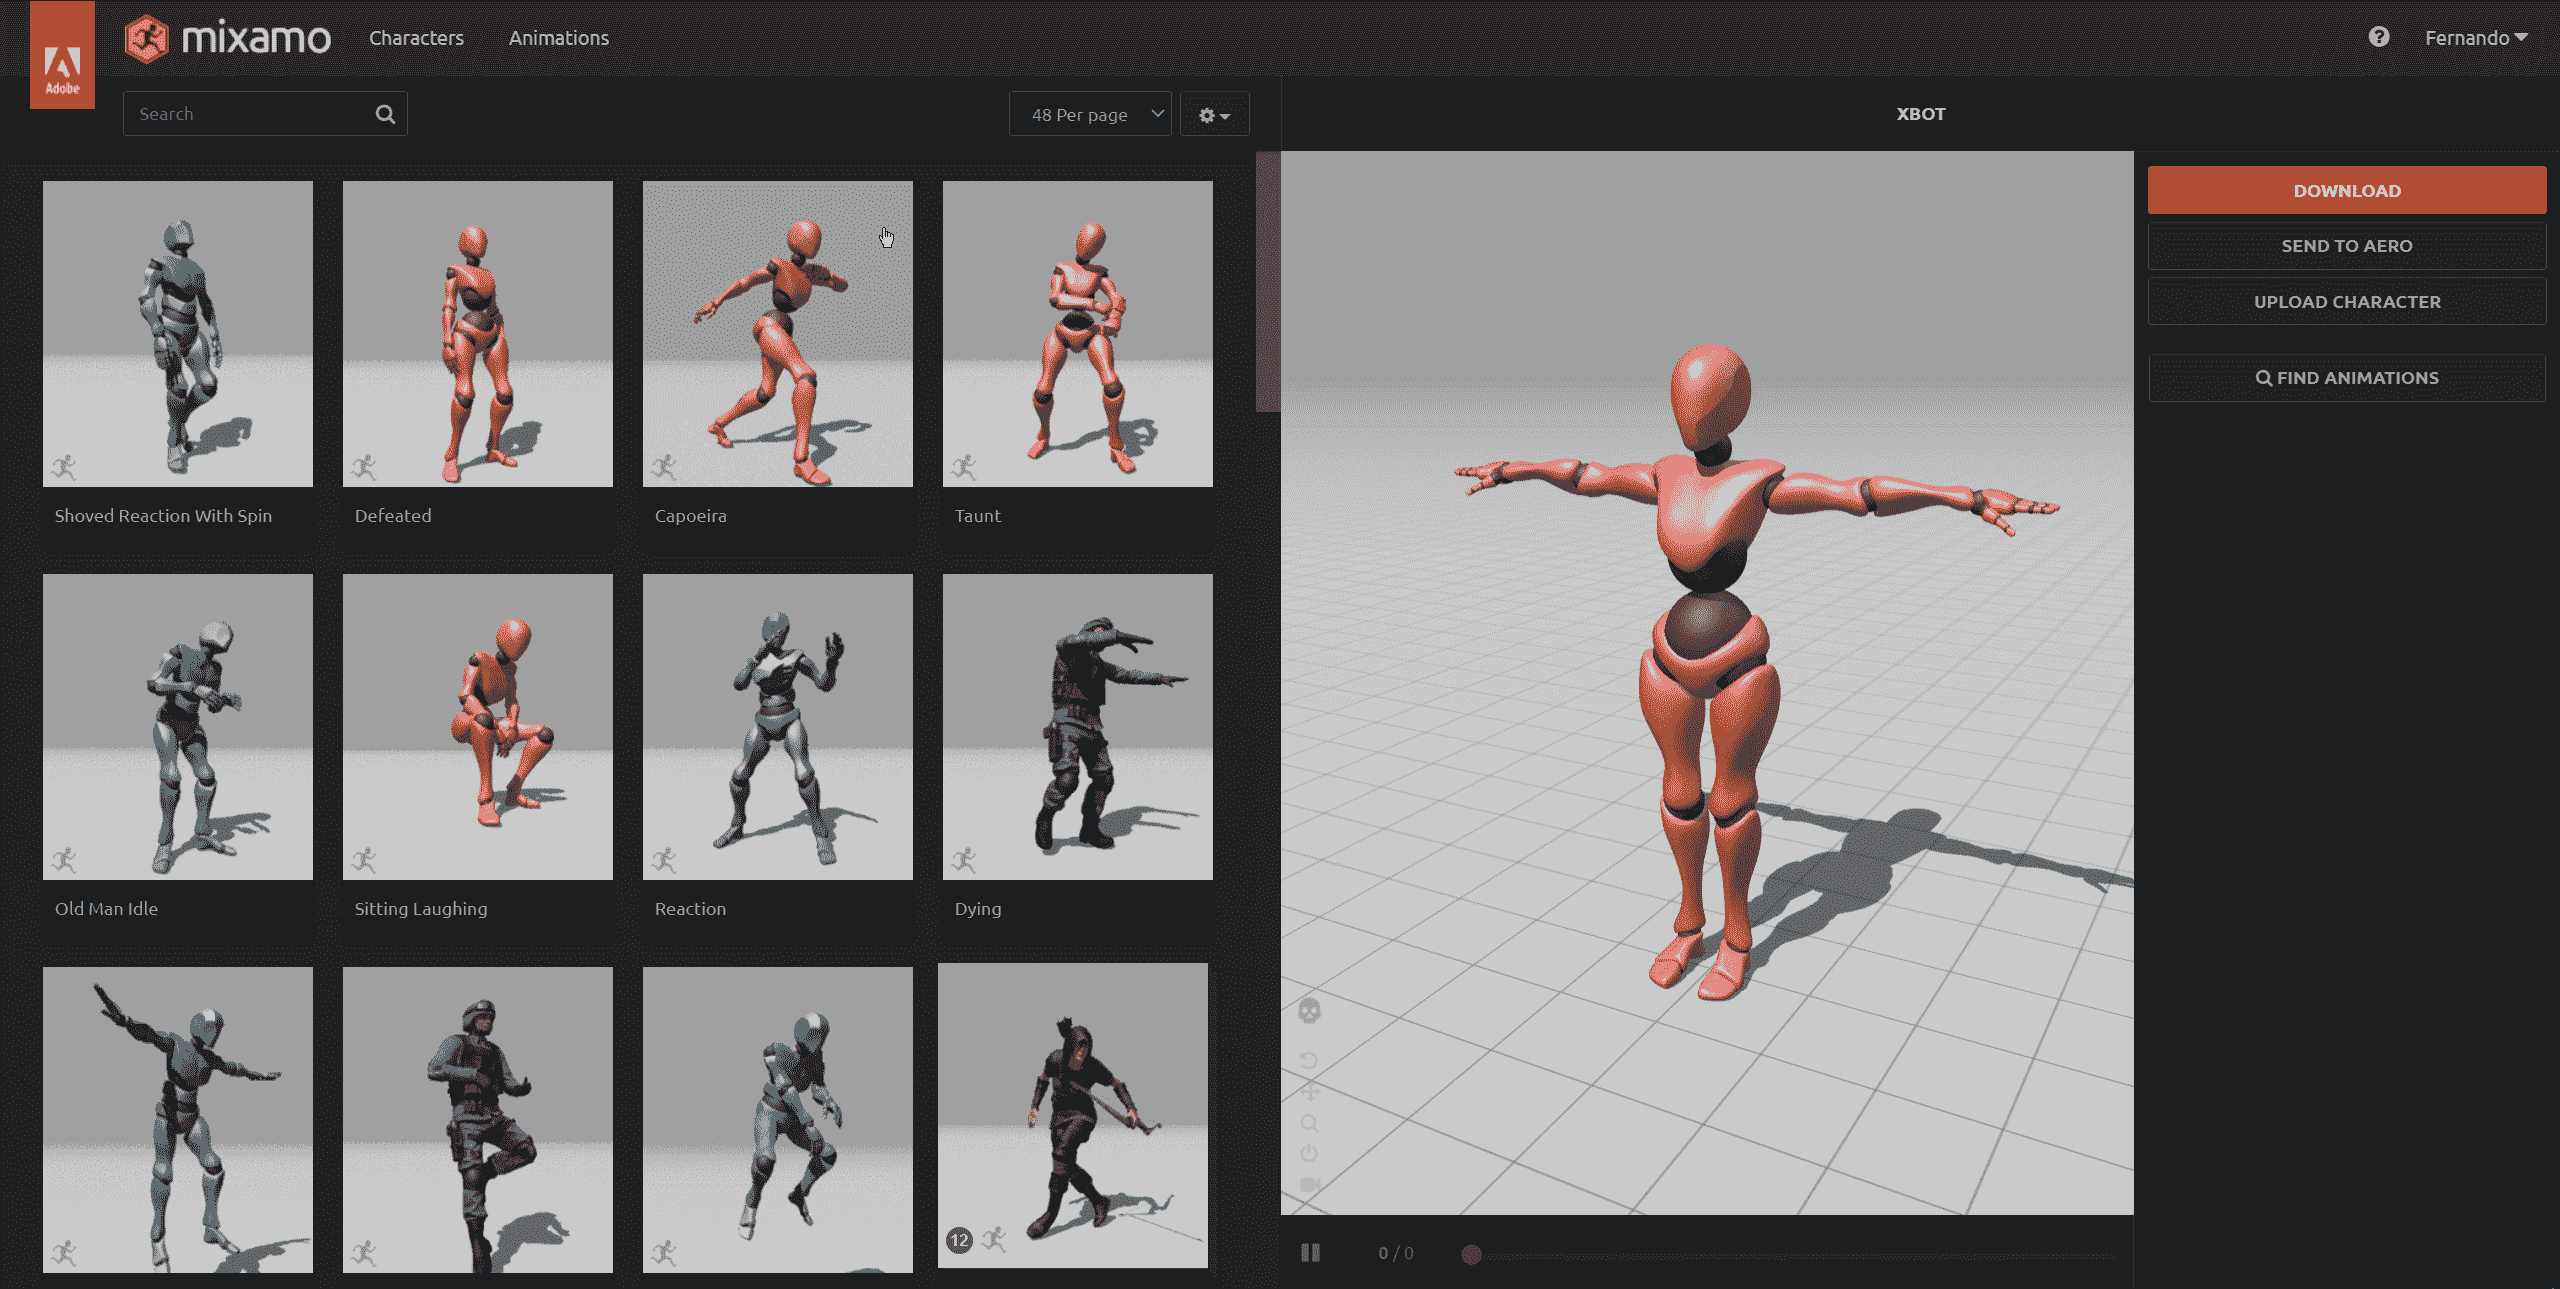 Adobe
mixamo
Characters
Animations
Fernando
Search
48 Per page
XBOT
DOWNLOAD
SEND TO AERO
UPLOAD CHARACTER
FIND ANIMATIONS
Shoved Reaction With Spin
Defeated
Capoeira
Taunt
Old Man Idle
Sitting Laughing
Reaction
Dying
12
0 / 0